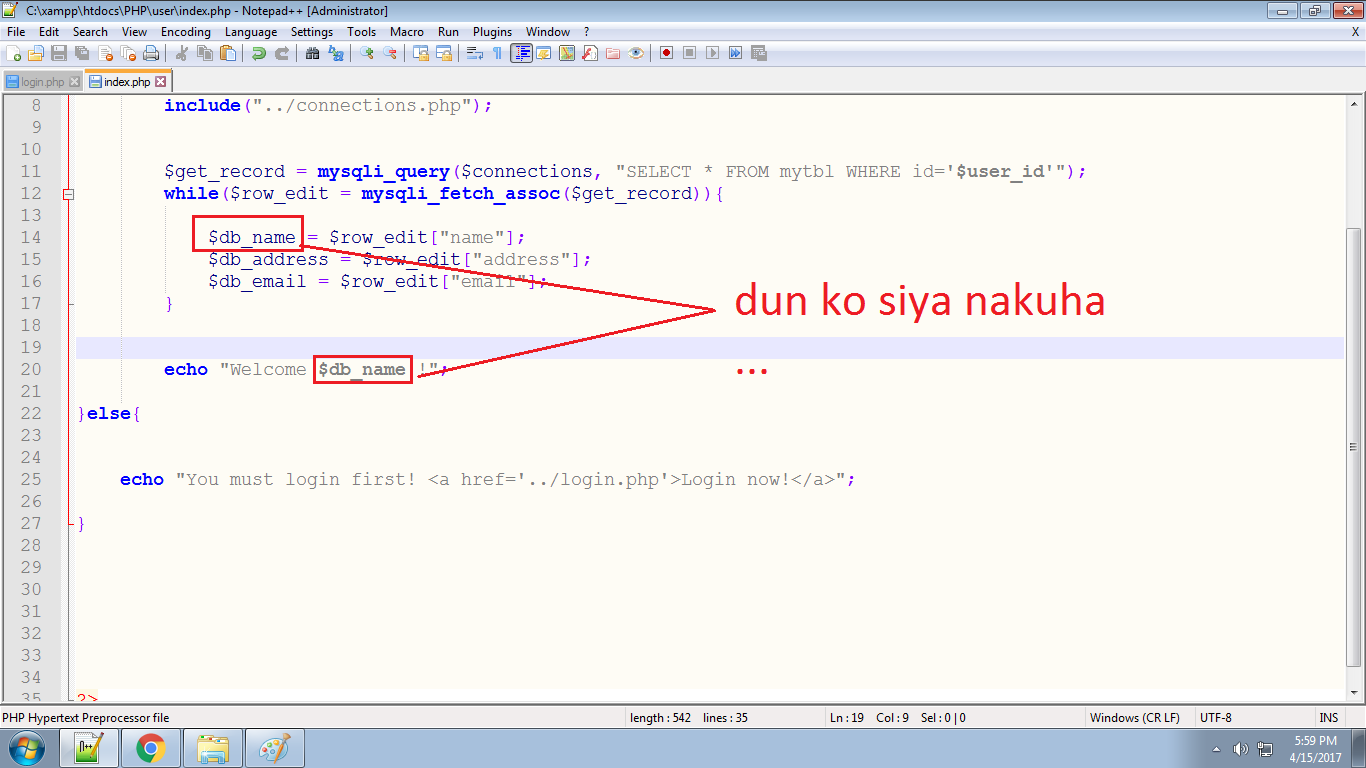 C:\xampp\htdocs\PHP\user\index.php - Notepad++ [Administrator]
File Edit Search View Encoding Language Settings Tools Macro Run Plugins Window ? X
login.php index.php
8 include("../connections.php");
9
10
11 $get_record = mysqli_query($connections, "SELECT * FROM mytbl WHERE id='$user_id'");
12 while($row_edit = mysqli_fetch_assoc($get_record)){
13
14 $db_name = $row_edit["name"];
15 $db_address = $row_edit["address"];
16 $db_email = $row_edit["email"];
17 }
dun ko siya nakuha
18
19
20 echo "Welcome $db_name !";
...
21
22 }else{
23
24
25 echo "You must login first! <a href='../login.php'>Login now!</a>";
26
27 }
28
29
30
31
32
33
34
35 ?>
PHP Hypertext Preprocessor file length : 542 lines : 35 Ln : 19 Col : 9 Sel : 0 | 0 Windows (CR LF) UTF-8 INS
5:59 PM
4/15/2017